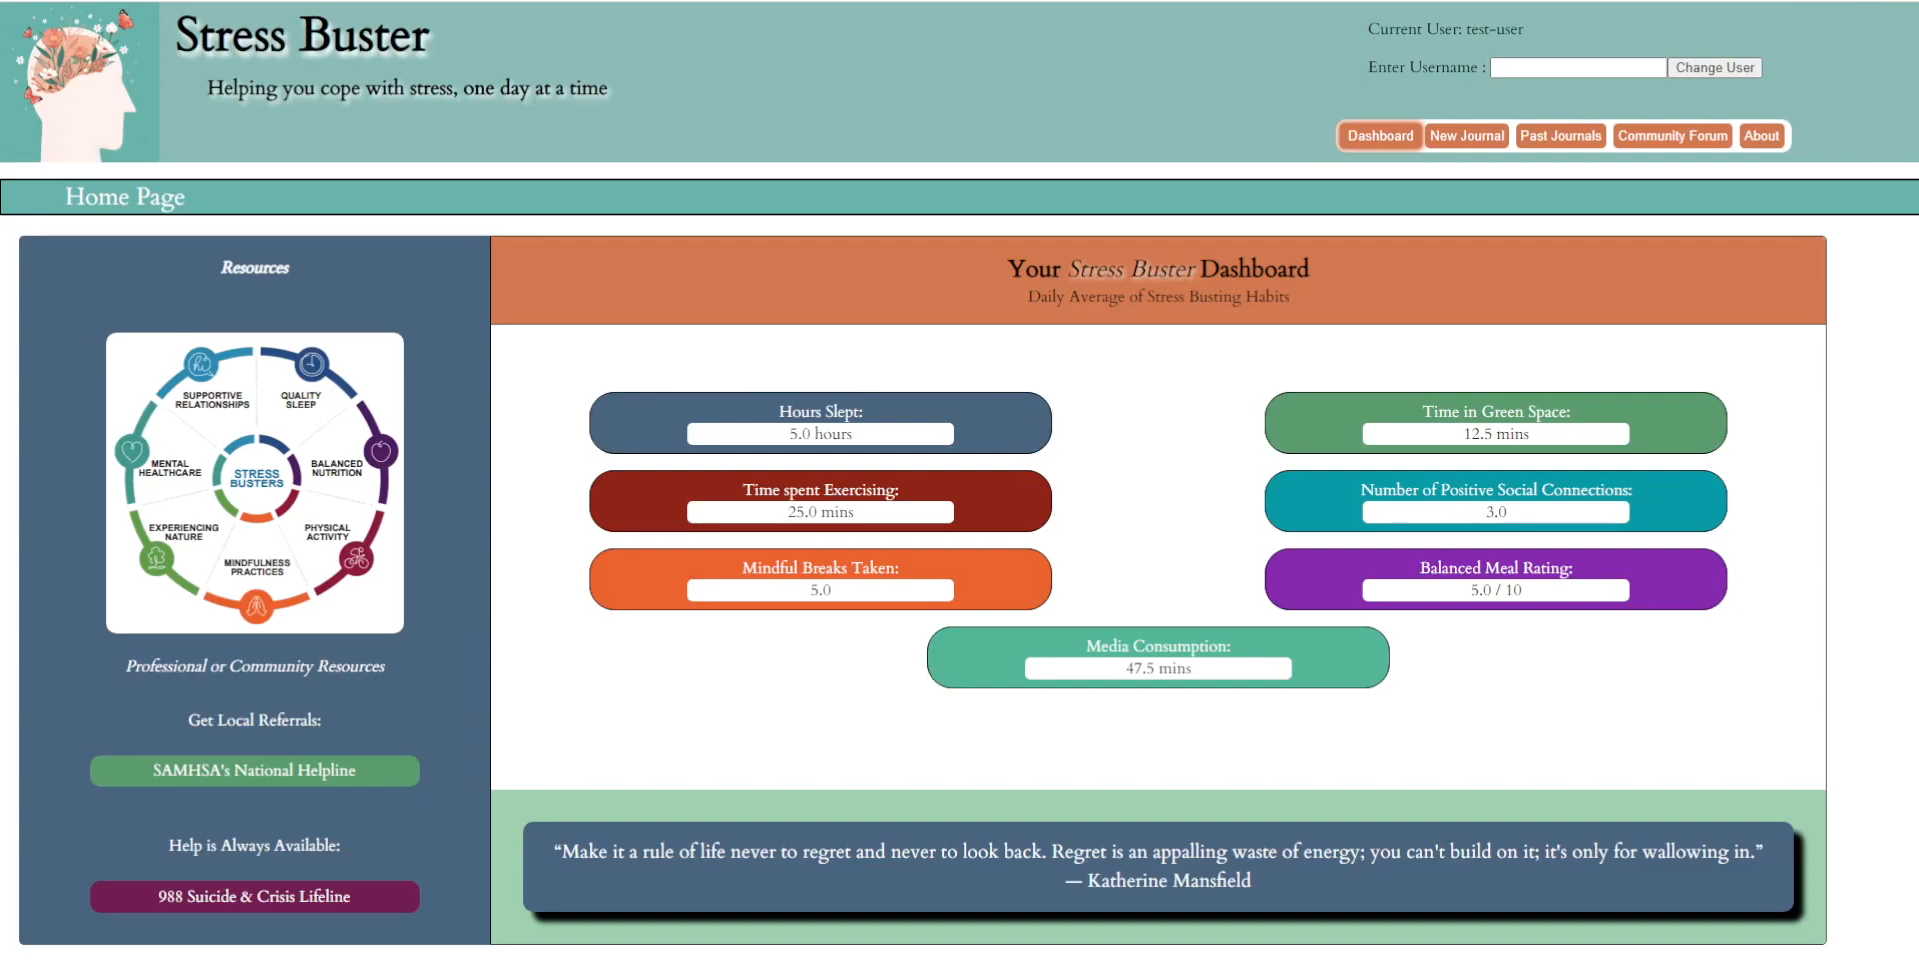 Stress Buster
Helping you cope with stress, one day at a time
Current User: test-user
Enter Username :
Change User
Dashboard
New Journal
Past Journals
Community Forum
About
Home Page
Resources
hi
SUPPORTIVE
RELATIONSHIPS
QUALITY
SLEEP
MENTAL
HEALTHCARE
STRESS
BUSTERS
BALANCED
NUTRITION
EXPERIENCING
NATURE
PHYSICAL
ACTIVITY
MINDFULNESS
PRACTICES
Professional or Community Resources
Get Local Referrals:
SAMHSA's National Helpline
Help is Always Available:
988 Suicide & Crisis Lifeline
Your Stress Buster Dashboard
Daily Average of Stress Busting Habits
Hours Slept:
5.0 hours
Time in Green Space:
12.5 mins
Time spent Exercising:
25.0 mins
Number of Positive Social Connections:
3.0
Mindful Breaks Taken:
5.0
Balanced Meal Rating:
5.0 / 10
Media Consumption:
47.5 mins
“Make it a rule of life never to regret and never to look back. Regret is an appalling waste of energy; you can't build on it; it's only for wallowing in.”
— Katherine Mansfield